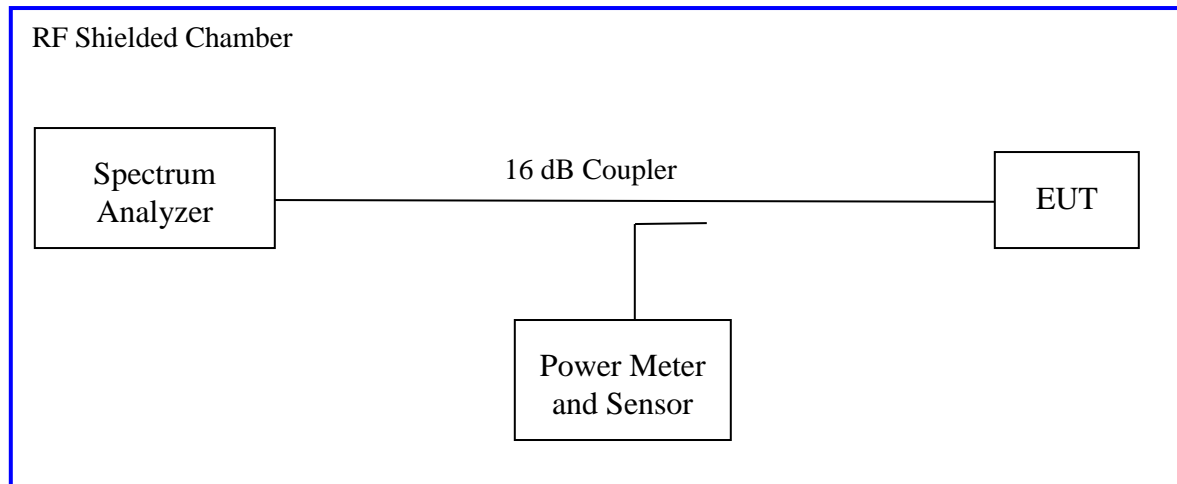 RF Shielded Chamber
Spectrum
Analyzer
16 dB Coupler
EUT
Power Meter
and Sensor